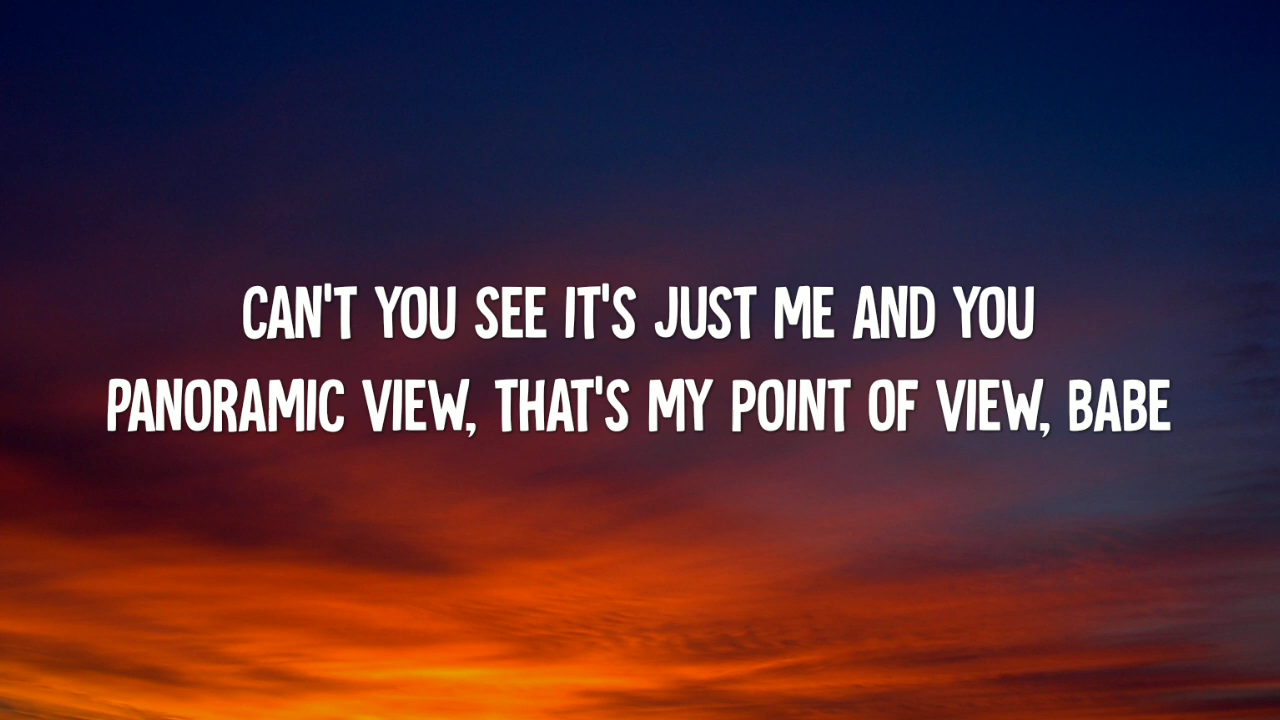 CAN'T YOU SEE IT'S JUST ME AND YOU
PANORAMIC VIEW, THAT'S MY POINT OF VIEW, BABE